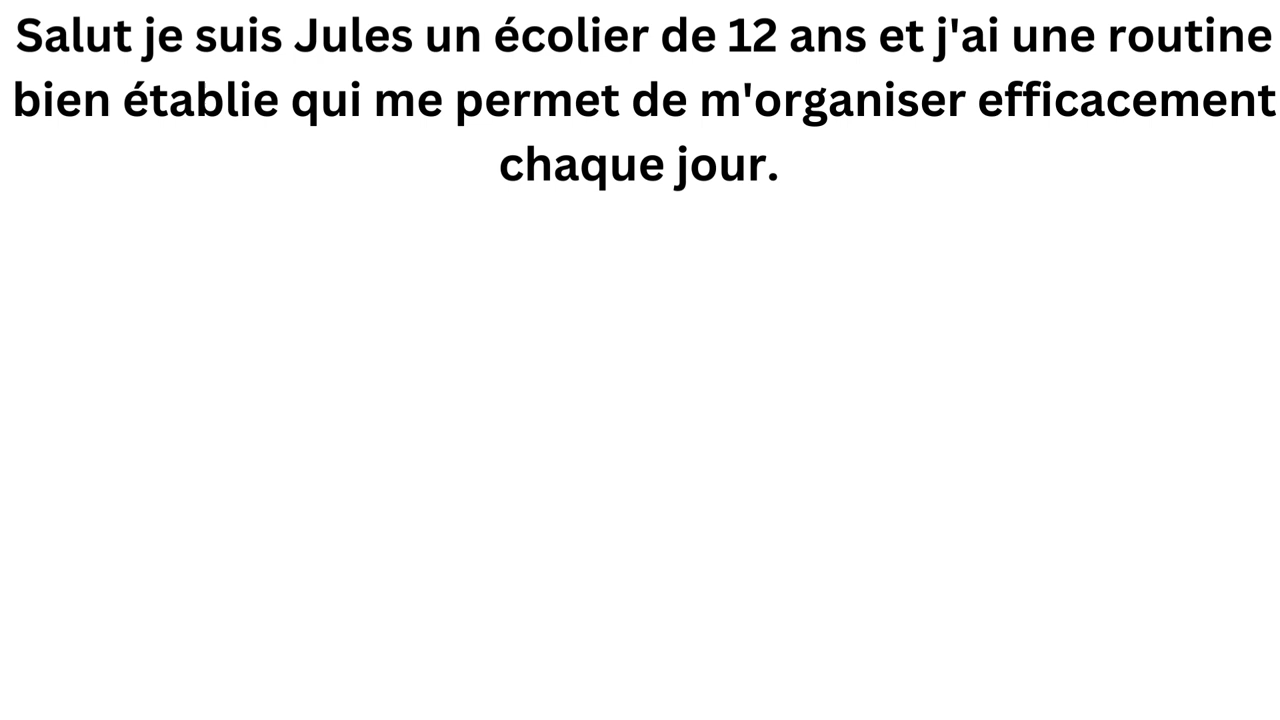 Salut je suis Jules un écolier de 12 ans et j'ai une routine
bien établie qui me permet de m'organiser efficacement
chaque jour.